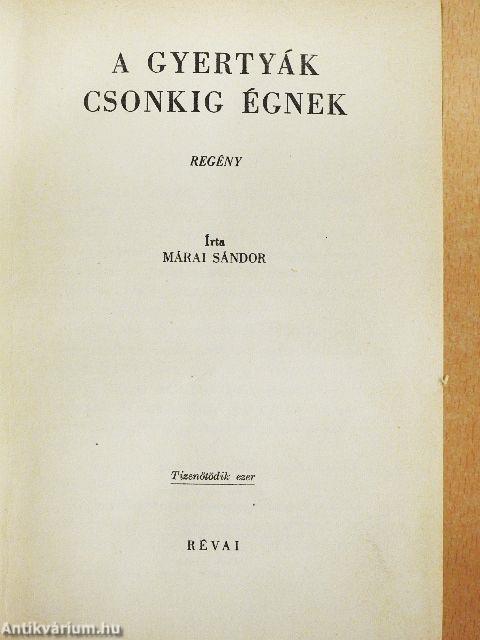 A GYERTYÁK
CSONKIG ÉGNEK
REGÉNY
Írta
MÁRAI SÁNDOR
Tizenötödik ezer
RÉVAI
Antikvárium.hu